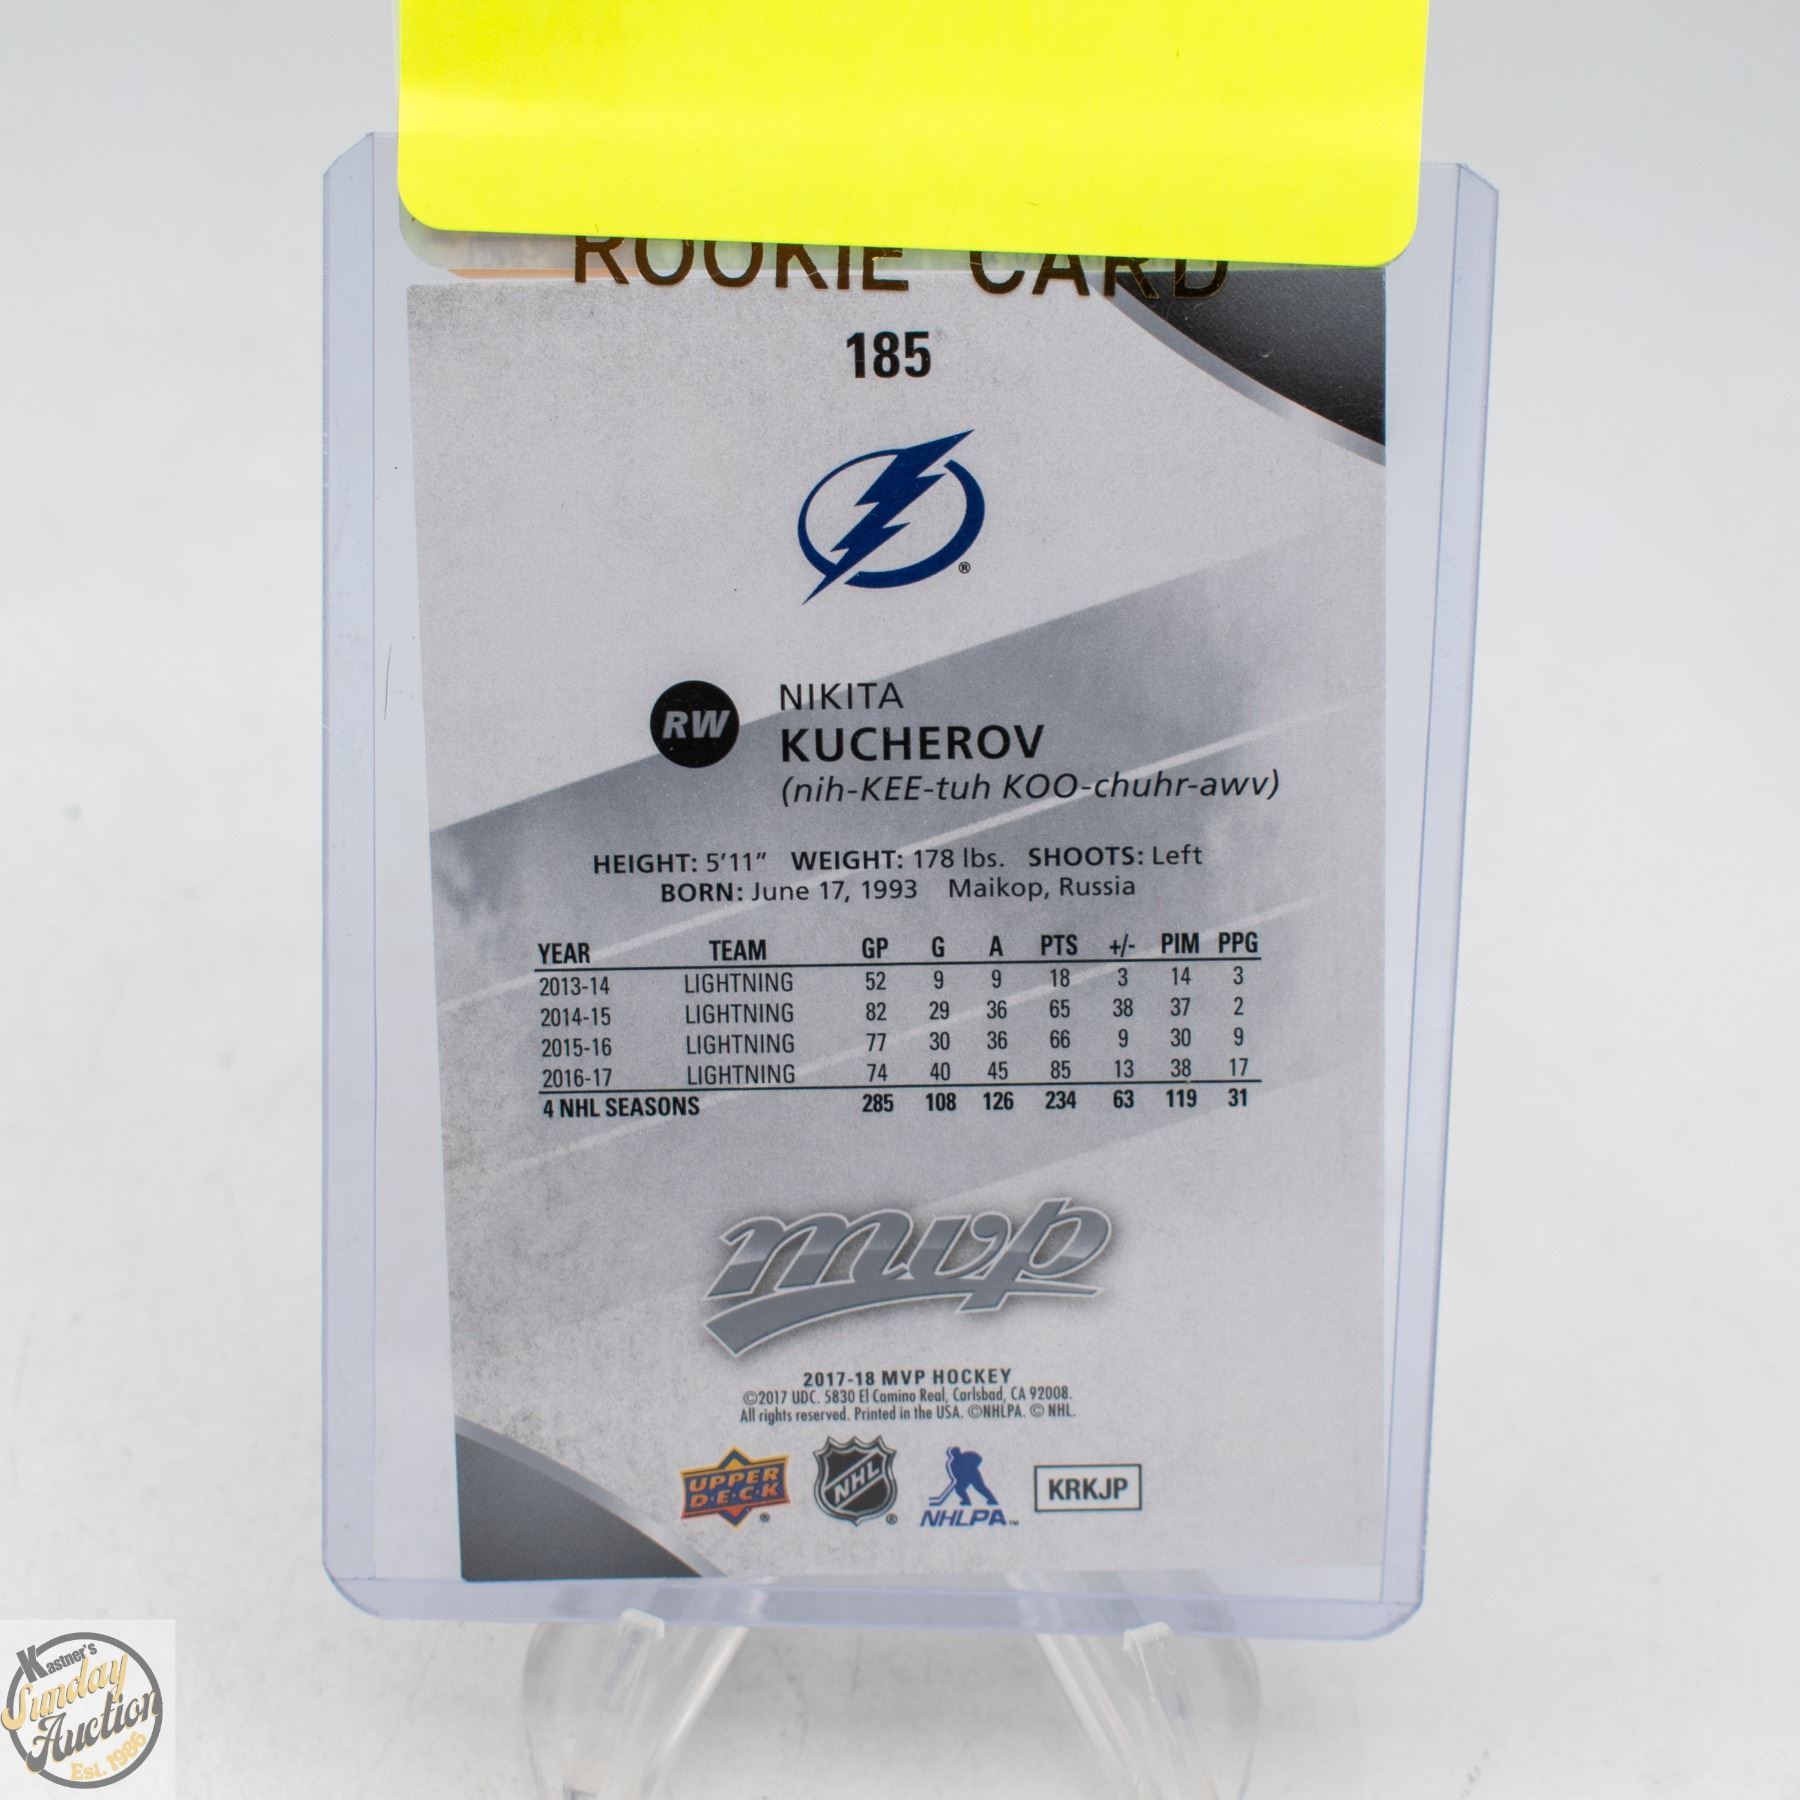 ROOKIE CARD
185
®
RW
NIKITA
KUCHEROV
(nih-KEE-tuh KOO-chuhr-awv)
HEIGHT: 5'11" WEIGHT: 178 lbs. SHOOTS: Left
BORN: June 17, 1993 Maikop, Russia
YEAR TEAM GP G A PTS +/- PIM PPG
2013-14 LIGHTNING 52 9 9 18 3 14 3
2014-15 LIGHTNING 82 29 36 65 38 37 2
2015-16 LIGHTNING 77 30 36 66 9 30 9
2016-17 LIGHTNING 74 40 45 85 13 38 17
4 NHL SEASONS 285 108 126 234 63 119 31
mvp
2017-18 MVP HOCKEY
©2017 UDC. 5830 El Camino Real, Carlsbad, CA 92008.
All rights reserved. Printed in the USA. ©NHLPA. © NHL.
UPPER
D·E·C·K ®
NHL ®
NHLPA™
KRKJP
Kastner's
Sunday
Auction
Est. 1986